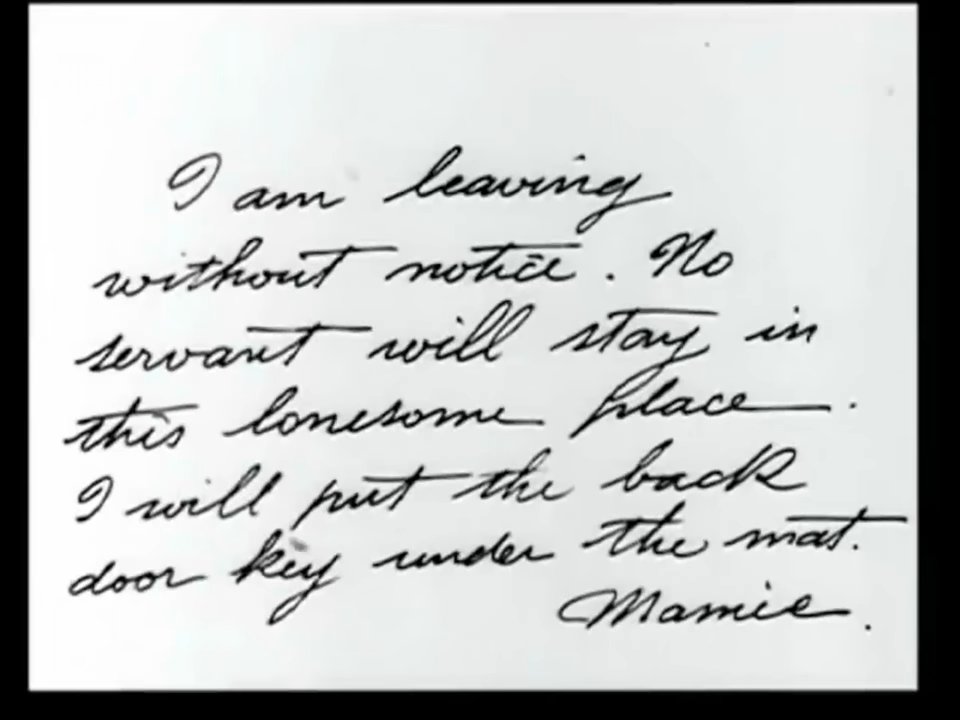 I am leaving
without notice. No
servant will stay in
this lonesome place.
I will put the back
door key under the mat.
Mamie.